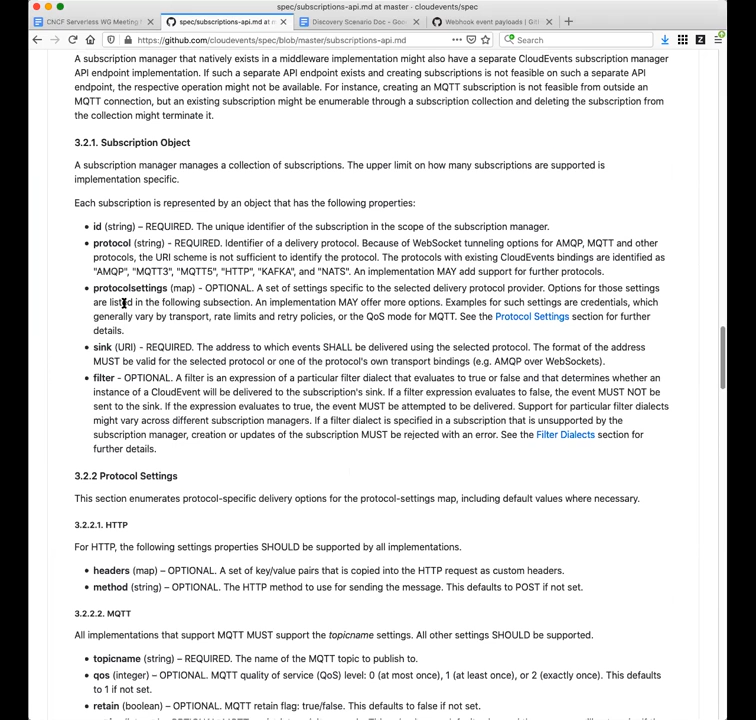 spec/subscriptions-api.md at master · cloudevents/spec
CNCF Serverless WG Meeting
spec/subscriptions-api.md at m
Discovery Scenario Doc - Goo
Webhook event payloads | Git
https://github.com/cloudevents/spec/blob/master/subscriptions-api.md
Search
A subscription manager that natively exists in a middleware implementation might also have a separate CloudEvents subscription manager
API endpoint implementation. If such a separate API endpoint exists and creating subscriptions is not feasible on such a separate API
endpoint, the respective operation might not be available. For instance, creating an MQTT subscription is not feasible from outside an
MQTT connection, but an existing subscription might be enumerable through a subscription collection and deleting the subscription from
the collection might terminate it.
3.2.1. Subscription Object
A subscription manager manages a collection of subscriptions. The upper limit on how many subscriptions are supported is
implementation specific.
Each subscription is represented by an object that has the following properties:
• id (string) – REQUIRED. The unique identifier of the subscription in the scope of the subscription manager.
• protocol (string) - REQUIRED. Identifier of a delivery protocol. Because of WebSocket tunneling options for AMQP, MQTT and other
protocols, the URI scheme is not sufficient to identify the protocol. The protocols with existing CloudEvents bindings are identified as
"AMQP", "MQTT3", "MQTT5", "HTTP", "KAFKA", and "NATS". An implementation MAY add support for further protocols.
• protocolsettings (map) - OPTIONAL. A set of settings specific to the selected delivery protocol provider. Options for those settings
are listed in the following subsection. An implementation MAY offer more options. Examples for such settings are credentials, which
generally vary by transport, rate limits and retry policies, or the QoS mode for MQTT. See the Protocol Settings section for further
details.
• sink (URI) - REQUIRED. The address to which events SHALL be delivered using the selected protocol. The format of the address
MUST be valid for the selected protocol or one of the protocol's own transport bindings (e.g. AMQP over WebSockets).
• filter - OPTIONAL. A filter is an expression of a particular filter dialect that evaluates to true or false and that determines whether an
instance of a CloudEvent will be delivered to the subscription's sink. If a filter expression evaluates to false, the event MUST NOT be
sent to the sink. If the expression evaluates to true, the event MUST be attempted to be delivered. Support for particular filter dialects
might vary across different subscription managers. If a filter dialect is specified in a subscription that is unsupported by the
subscription manager, creation or updates of the subscription MUST be rejected with an error. See the Filter Dialects section for
further details.
3.2.2 Protocol Settings
This section enumerates protocol-specific delivery options for the protocol-settings map, including default values where necessary.
3.2.2.1. HTTP
For HTTP, the following settings properties SHOULD be supported by all implementations.
• headers (map) – OPTIONAL. A set of key/value pairs that is copied into the HTTP request as custom headers.
• method (string) – OPTIONAL. The HTTP method to use for sending the message. This defaults to POST if not set.
3.2.2.2. MQTT
All implementations that support MQTT MUST support the topicname settings. All other settings SHOULD be supported.
• topicname (string) – REQUIRED. The name of the MQTT topic to publish to.
• qos (integer) – OPTIONAL. MQTT quality of service (QoS) level: 0 (at most once), 1 (at least once), or 2 (exactly once). This defaults
to 1 if not set.
• retain (boolean) – OPTIONAL. MQTT retain flag: true/false. This defaults to false if not set.